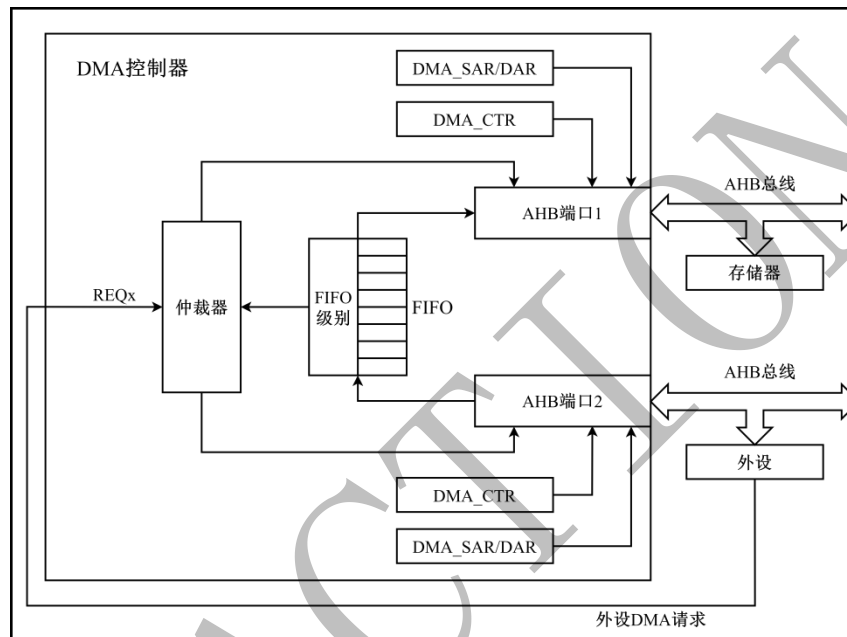 DMA控制器
DMA_SAR/DAR
DMA_CTR
AHB端口1
AHB总线
存储器
REQx
仲裁器
FIFO
级别
FIFO
AHB端口2
AHB总线
外设
DMA_CTR
DMA_SAR/DAR
外设DMA请求
ACTION